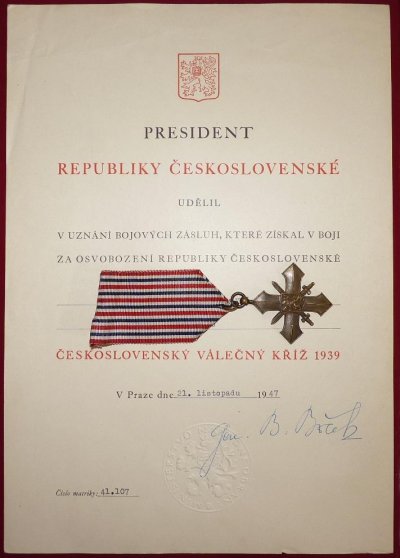 PRESIDENT
REPUBLIKY ČESKOSLOVENSKÉ
UDĚLIL
V UZNÁNÍ BOJOVÝCH ZÁSLUH, KTERÉ ZÍSKAL V BOJI
ZA OSVOBOZENÍ REPUBLIKY ČESKOSLOVENSKÉ
ČESKOSLOVENSKÝ VÁLEČNÝ KŘÍŽ 1939
V Praze dne 21. listopadu 1947
gen. B.
Číslo matriky: 41.107